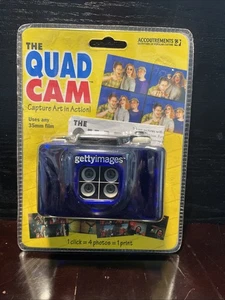 THE
QUAD
CAM
Capture Art in Action!
Uses any
35mm film
ACCOUTREMENTS
THE
gettyimages
1 click = 4 photos = 1 print